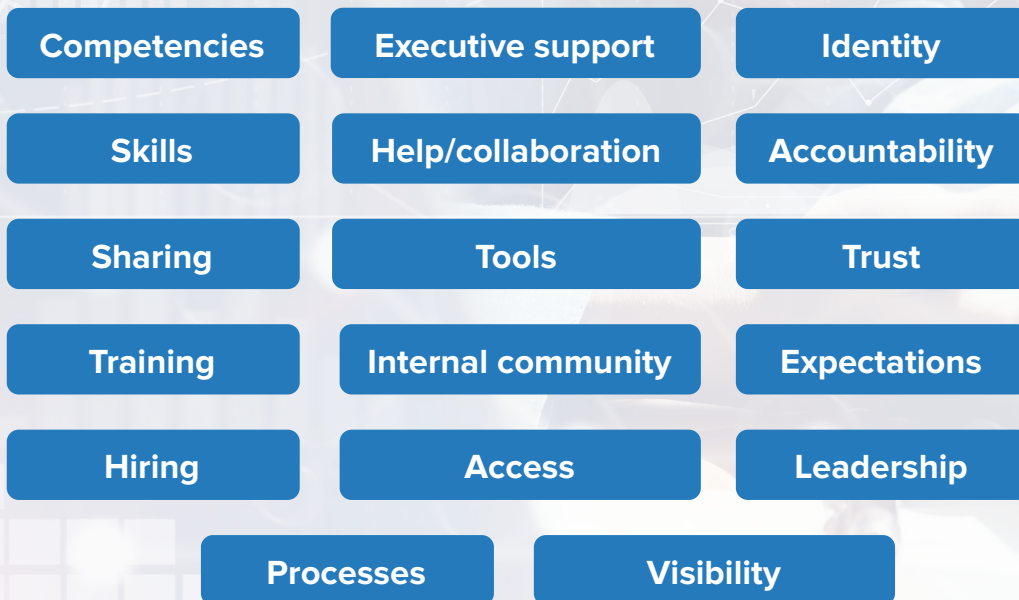 Competencies
Executive support
Identity
Skills
Help/collaboration
Accountability
Sharing
Tools
Trust
Training
Internal community
Expectations
Hiring
Access
Leadership
Processes
Visibility